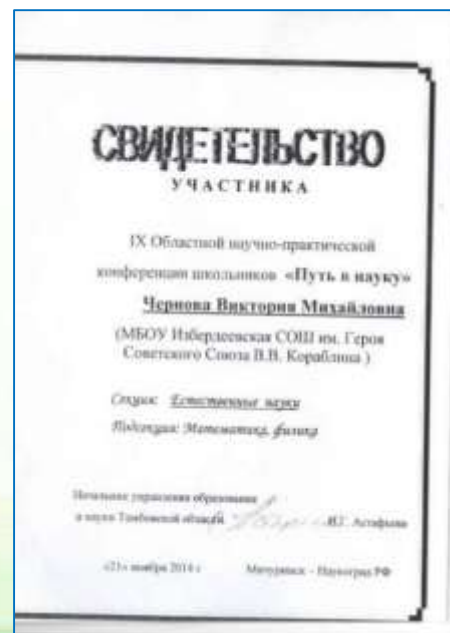 СВИДЕТЕЛЬСТВО
УЧАСТНИКА
IX Областной научно-практической
конференции школьников «Путь в науку»
Чернова Виктория Михайловна
(МБОУ Избердеевская СОШ им. Героя
Советского Союза В.В. Кораблина )
Секция: Естественные науки
Подсекция: Математика, физика
Начальник управления образования
и науки Тамбовской области Н.Г. Астафьева
«21» ноября 2014 г. Мичуринск - Наукоград РФ